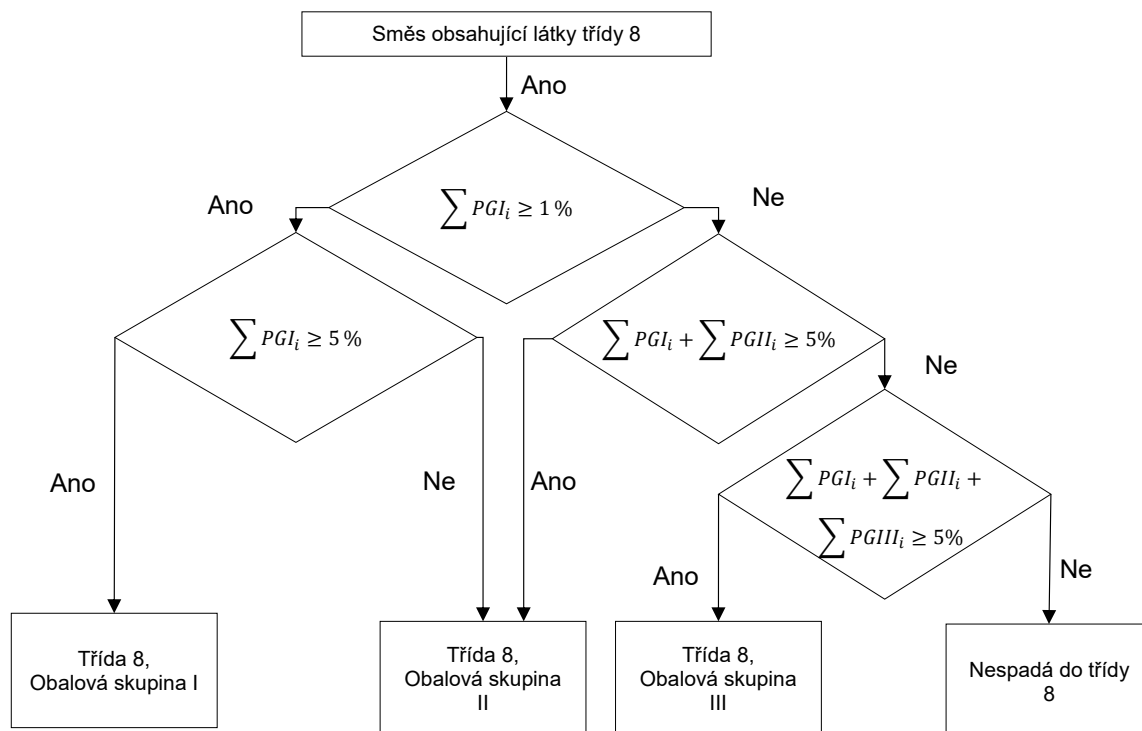 Směs obsahující látky třídy 8
Ano
∑ PGI_i ≥ 1 %
Ano
Ne
∑ PGI_i ≥ 5 %
∑ PGI_i + ∑ PGII_i ≥ 5%
Ne
∑ PGI_i + ∑ PGII_i +
∑ PGIII_i ≥ 5%
Ano
Ne
Ano
Ano
Ne
Třída 8,
Obalová skupina I
Třída 8,
Obalová skupina
II
Třída 8,
Obalová skupina
III
Nespadá do třídy
8